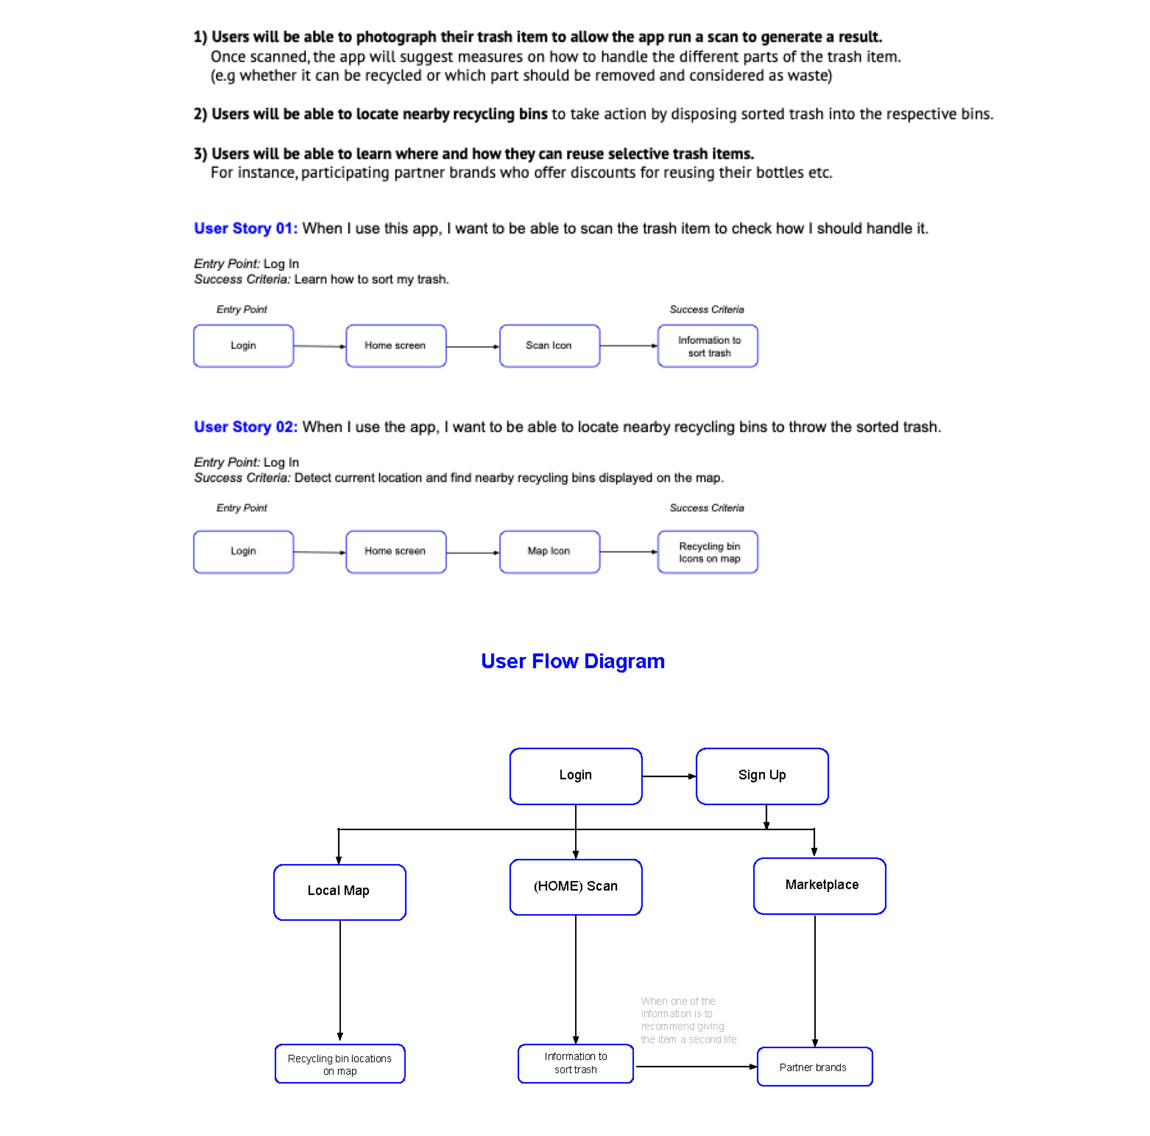 1) Users will be able to photograph their trash item to allow the app run a scan to generate a result.
Once scanned, the app will suggest measures on how to handle the different parts of the trash item.
(e.g whether it can be recycled or which part should be removed and considered as waste)
2) Users will be able to locate nearby recycling bins to take action by disposing sorted trash into the respective bins.
3) Users will be able to learn where and how they can reuse selective trash items.
For instance, participating partner brands who offer discounts for reusing their bottles etc.
User Story 01: When I use this app, I want to be able to scan the trash item to check how I should handle it.
Entry Point: Log In
Success Criteria: Learn how to sort my trash.
Entry Point
Success Criteria
Login
Home screen
Scan Icon
Information to
sort trash
User Story 02: When I use the app, I want to be able to locate nearby recycling bins to throw the sorted trash.
Entry Point: Log In
Success Criteria: Detect current location and find nearby recycling bins displayed on the map.
Entry Point
Success Criteria
Login
Home screen
Map Icon
Recycling bin
Icons on map
User Flow Diagram
Login
Sign Up
Local Map
(HOME) Scan
Marketplace
When one of the
information is to
recommend giving
the item a second life
Recycling bin locations
on map
Information to
sort trash
Partner brands